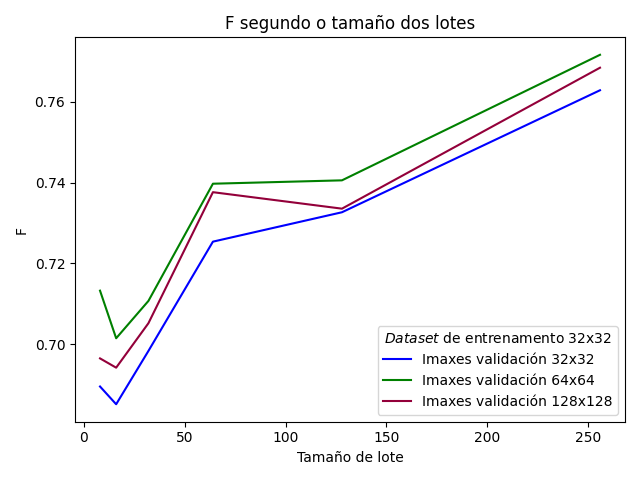 F segundo o tamaño dos lotes
F
0.76
0.74
0.72
0.70
Dataset de entrenamento 32x32
Imaxes validación 32x32
Imaxes validación 64x64
Imaxes validación 128x128
0 50 100 150 200 250
Tamaño de lote